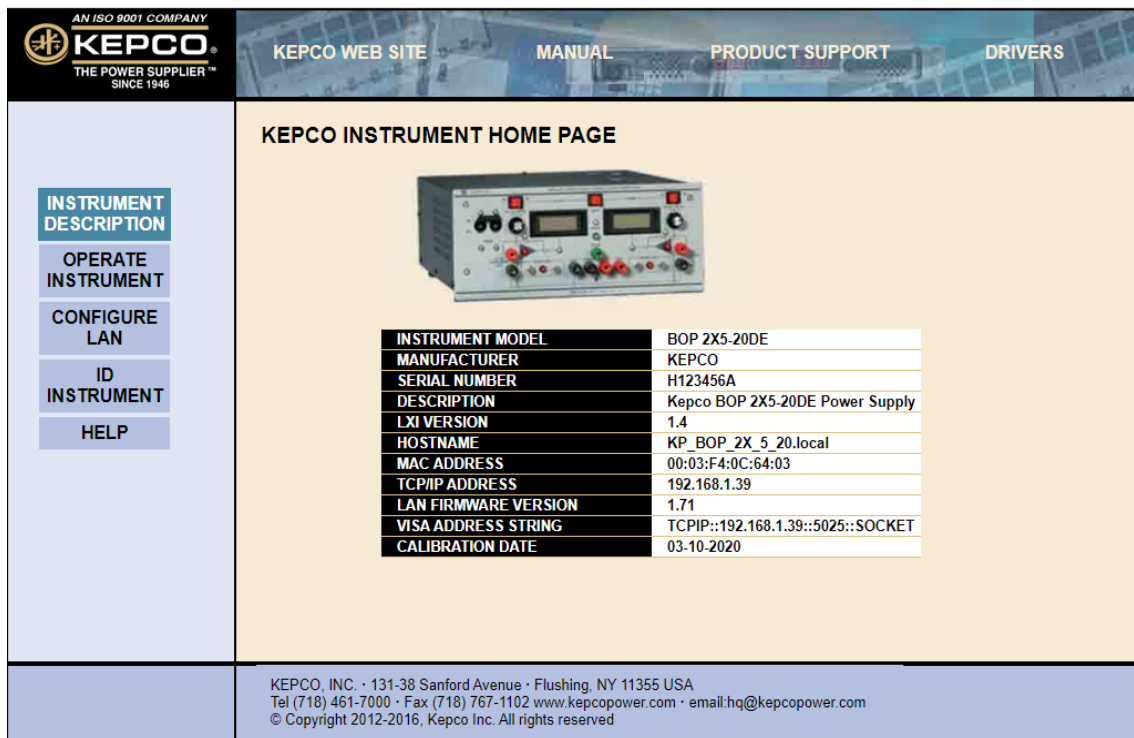 AN ISO 9001 COMPANY
KEPCO®
THE POWER SUPPLIER™
SINCE 1946
KEPCO WEB SITE
MANUAL
PRODUCT SUPPORT
DRIVERS
INSTRUMENT
DESCRIPTION
OPERATE
INSTRUMENT
CONFIGURE
LAN
ID
INSTRUMENT
HELP
KEPCO INSTRUMENT HOME PAGE
INSTRUMENT MODEL BOP 2X5-20DE
MANUFACTURER KEPCO
SERIAL NUMBER H123456A
DESCRIPTION Kepco BOP 2X5-20DE Power Supply
LXI VERSION 1.4
HOSTNAME KP_BOP_2X_5_20.local
MAC ADDRESS 00:03:F4:0C:64:03
TCP/IP ADDRESS 192.168.1.39
LAN FIRMWARE VERSION 1.71
VISA ADDRESS STRING TCPIP::192.168.1.39::5025::SOCKET
CALIBRATION DATE 03-10-2020
KEPCO, INC. · 131-38 Sanford Avenue · Flushing, NY 11355 USA
Tel (718) 461-7000 · Fax (718) 767-1102 www.kepcopower.com · email:hq@kepcopower.com
© Copyright 2012-2016, Kepco Inc. All rights reserved